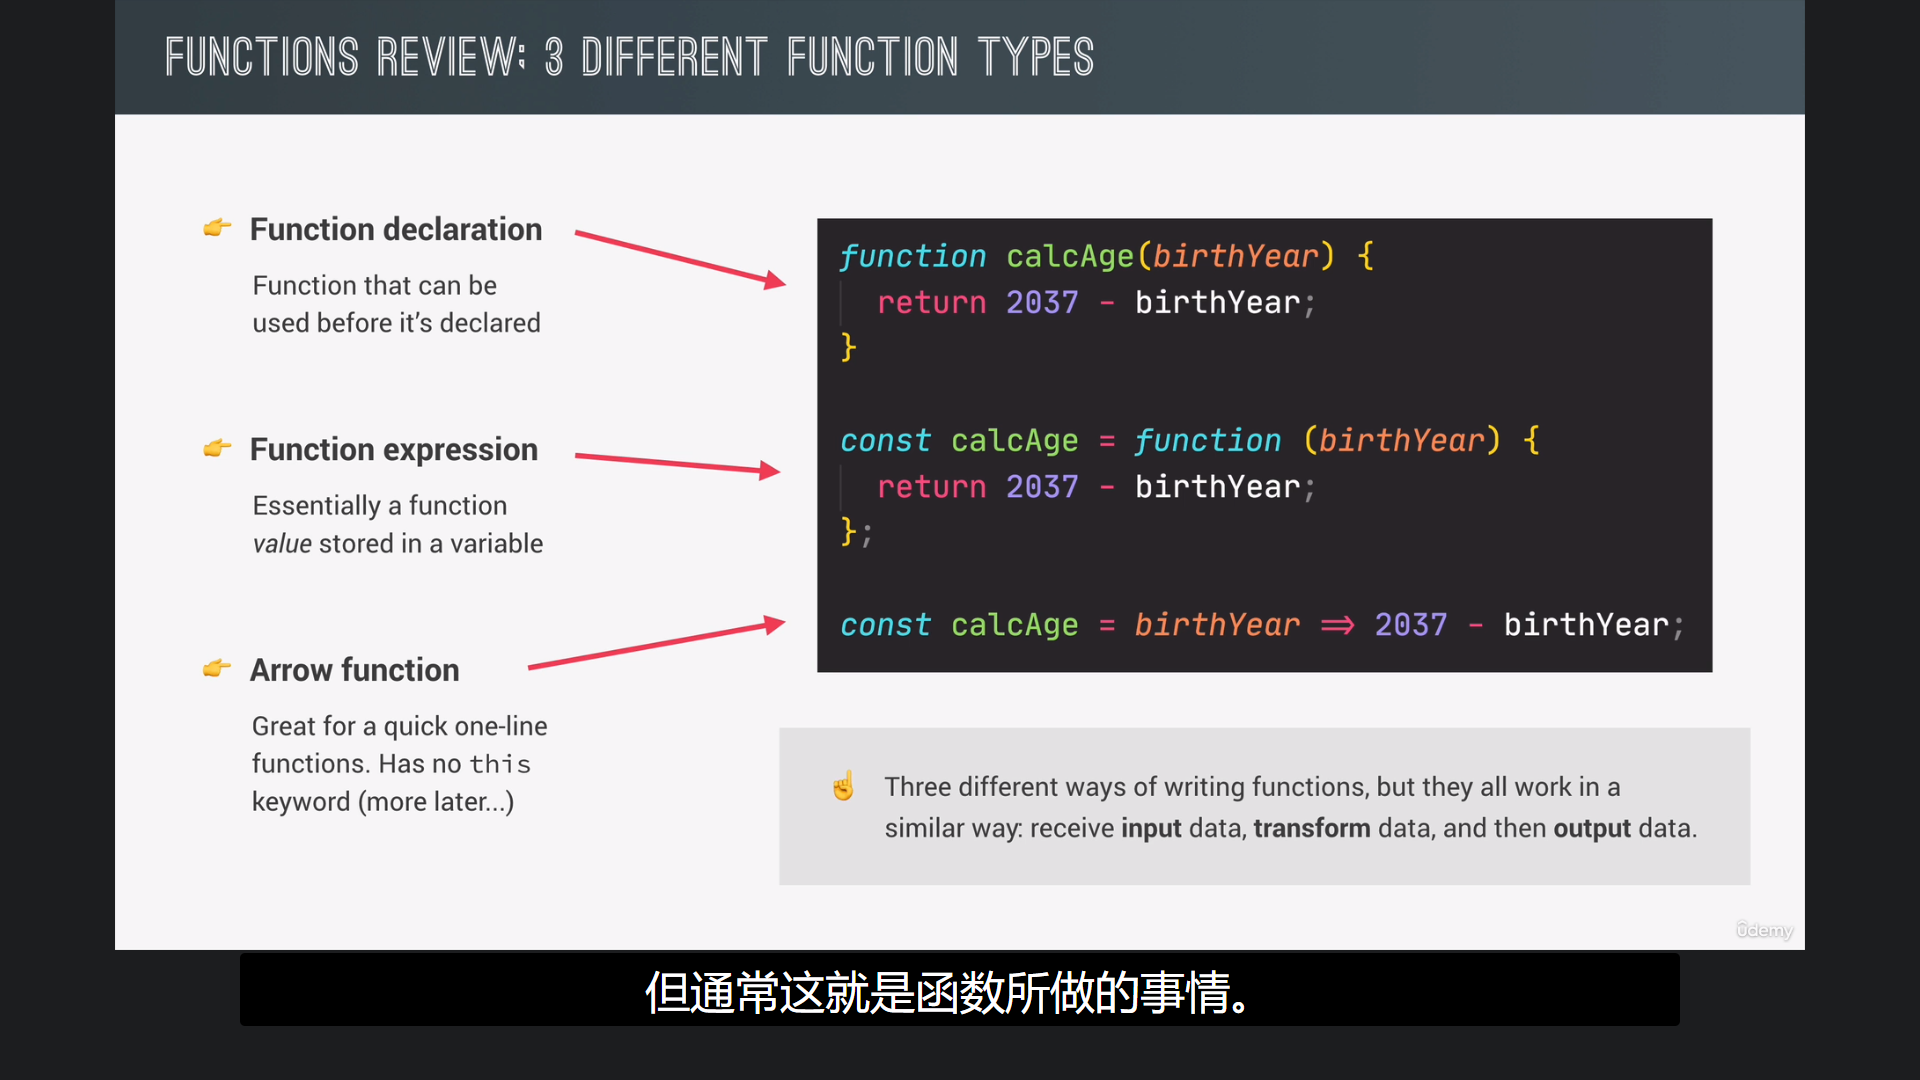 FUNCTIONS REVIEW; 3 DIFFERENT FUNCTION TYPES
Function declaration
Function that can be
used before it’s declared
Function expression
Essentially a function
value stored in a variable
Arrow function
Great for a quick one-line
functions. Has no this
keyword (more later...)
function calcAge(birthYear) {
return 2037 - birthYear;
}
const calcAge = function (birthYear) {
return 2037 - birthYear;
};
const calcAge = birthYear => 2037 - birthYear;
Three different ways of writing functions, but they all work in a
similar way: receive input data, transform data, and then output data.
ûdemy
但通常这就是函数所做的事情。